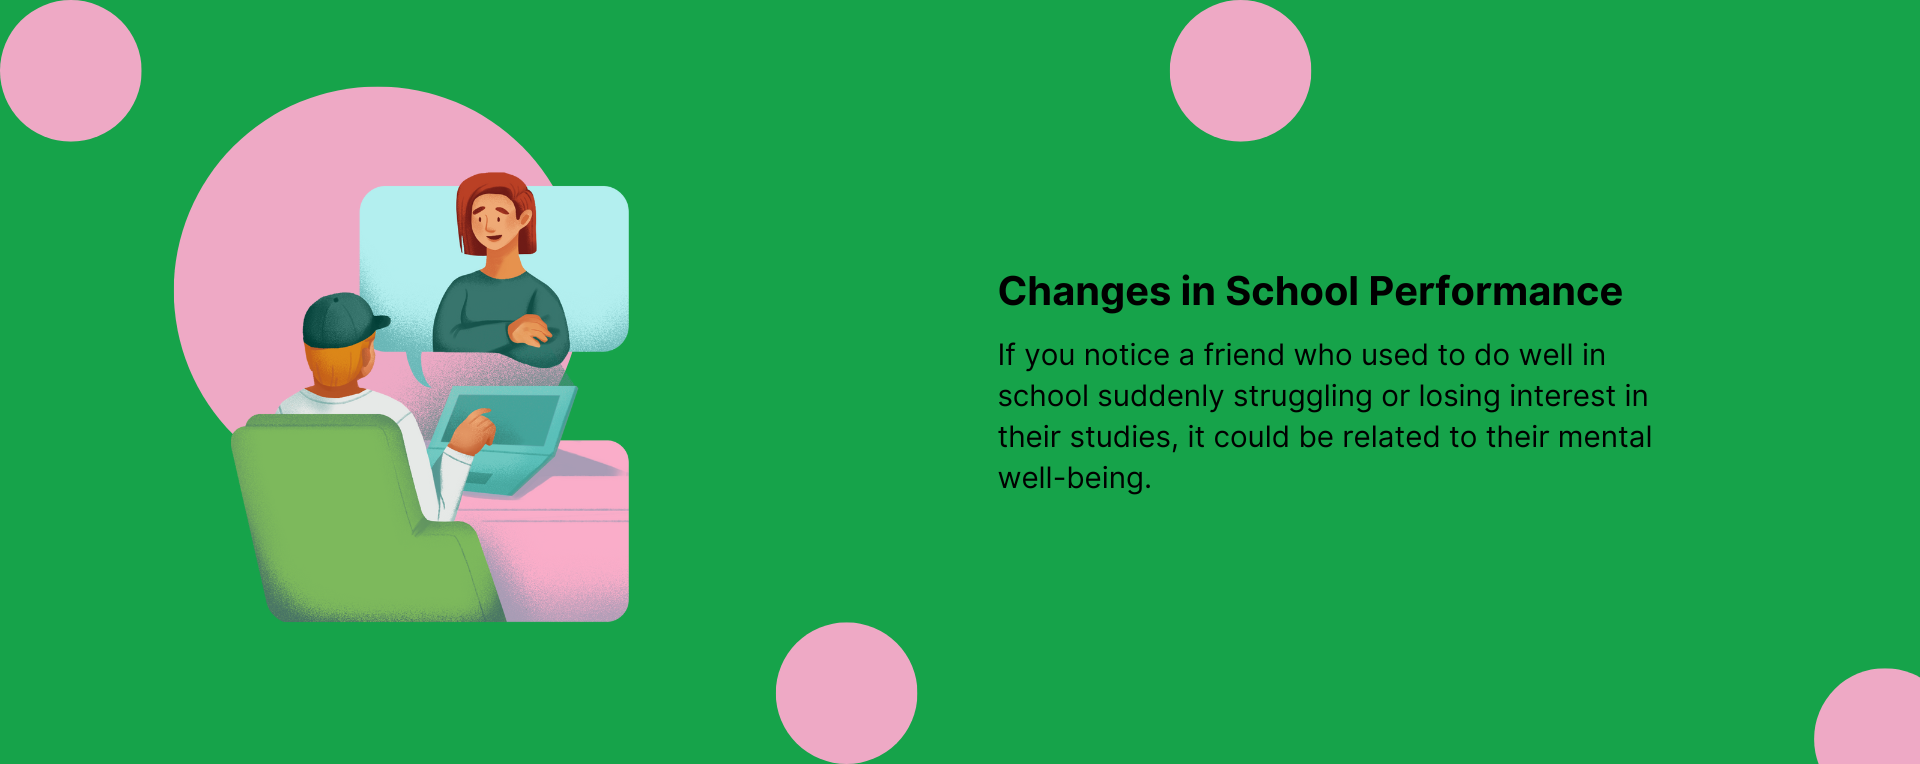 Changes in School Performance
If you notice a friend who used to do well in
school suddenly struggling or losing interest in
their studies, it could be related to their mental
well-being.